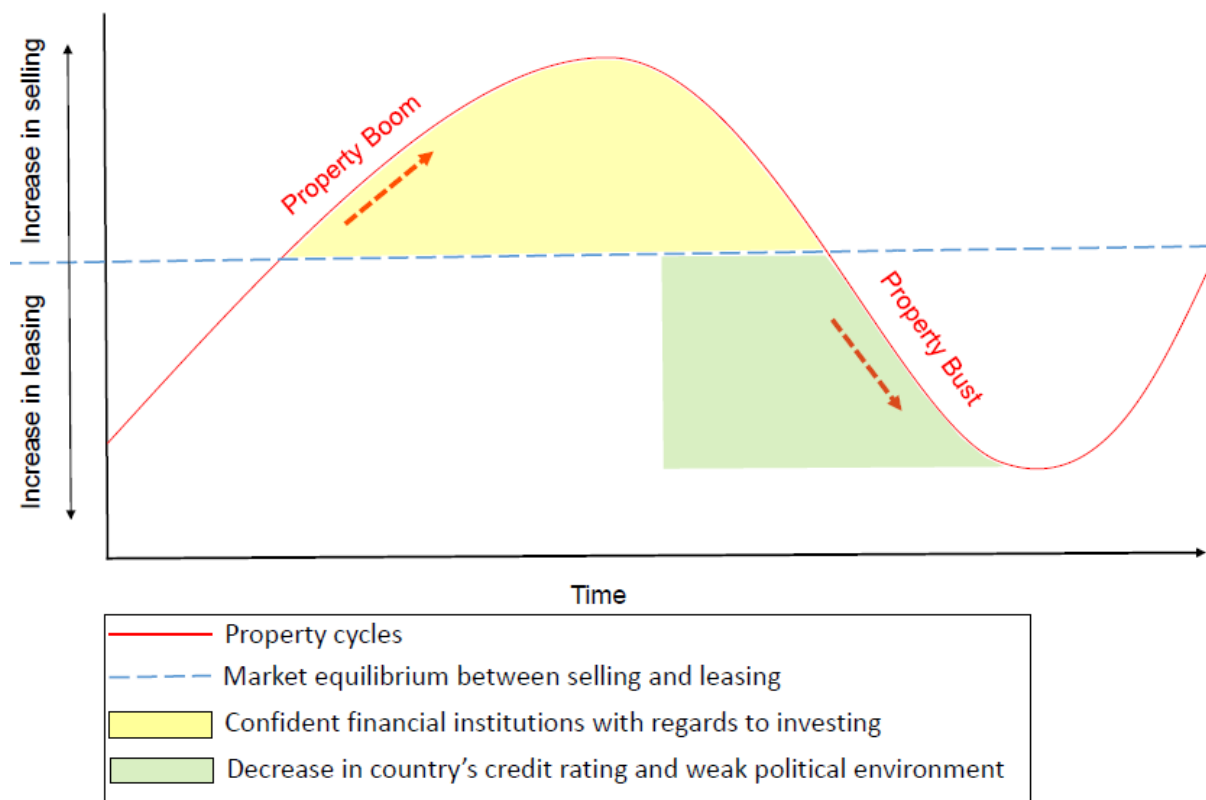 Increase in selling
Increase in leasing
Property Boom
Property Bust
Time
Property cycles
Market equilibrium between selling and leasing
Confident financial institutions with regards to investing
Decrease in country's credit rating and weak political environment